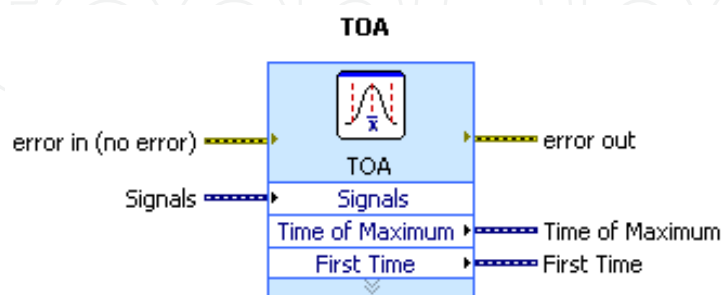 TOA
error in (no error)
error out
TOA
Signals
Signals
Time of Maximum
Time of Maximum
First Time
First Time